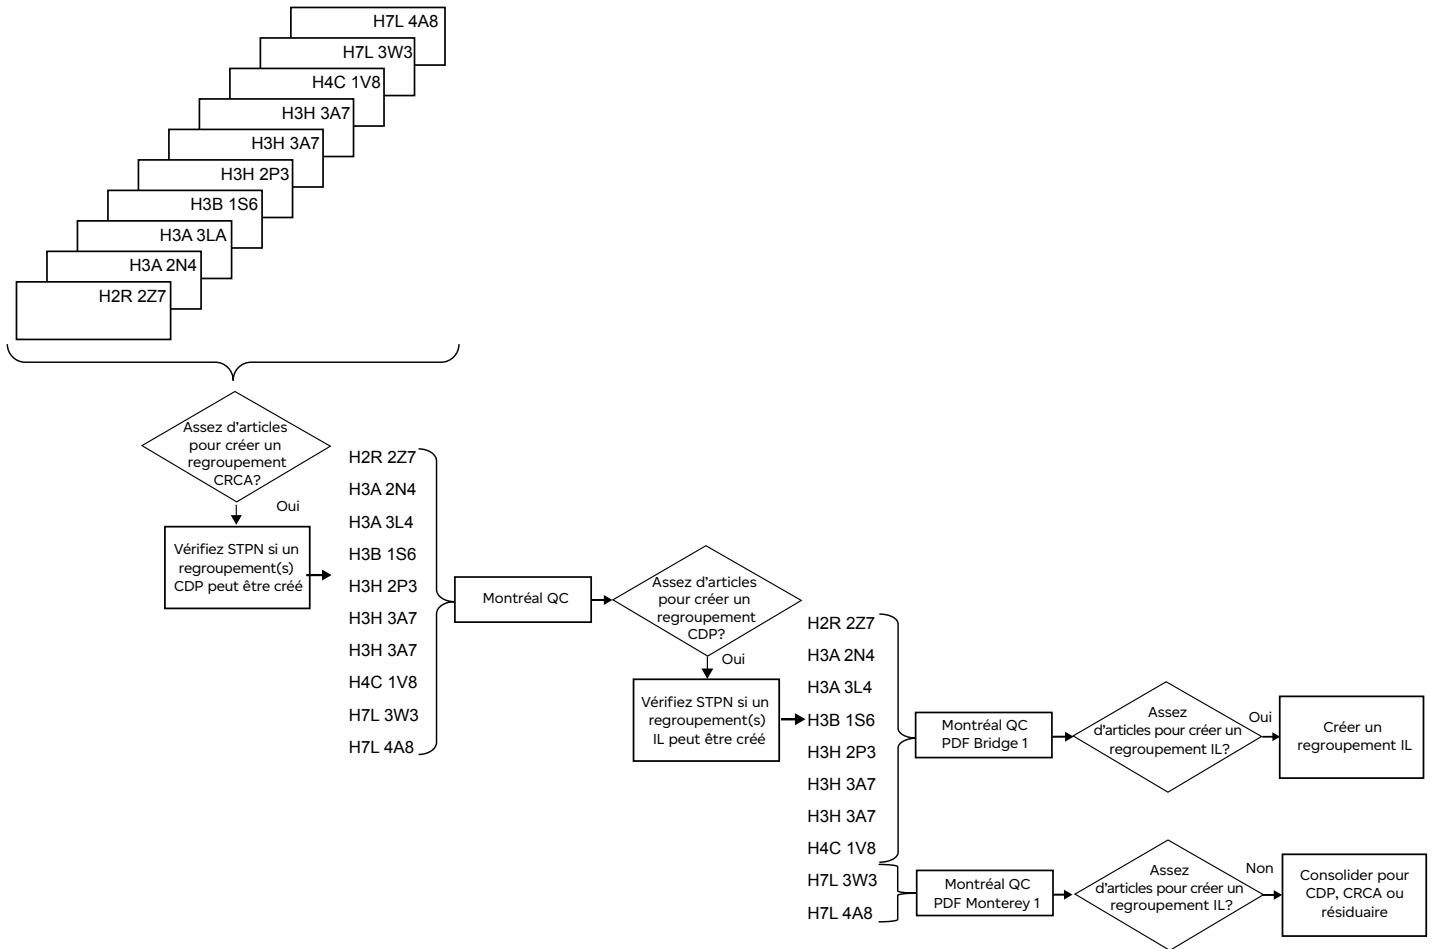 H7L 4A8
H7L 3W3
H4C 1V8
H3H 3A7
H3H 3A7
H3H 2P3
H3B 1S6
H3A 3LA
H3A 2N4
H2R 2Z7
Assez d'articles
pour créer un
regroupement
CRCA?
Oui
Vérifiez STPN si un
regroupement(s)
CDP peut être créé
H2R 2Z7
H3A 2N4
H3A 3L4
H3B 1S6
H3H 2P3
H3H 3A7
H3H 3A7
H4C 1V8
H7L 3W3
H7L 4A8
Montréal QC
Assez d'articles
pour créer un
regroupement
CDP?
Oui
Vérifiez STPN si un
regroupement(s)
IL peut être créé
H2R 2Z7
H3A 2N4
H3A 3L4
H3B 1S6
H3H 2P3
H3H 3A7
H3H 3A7
H4C 1V8
H7L 3W3
H7L 4A8
Montréal QC
PDF Bridge 1
Assez
d'articles pour créer un
regroupement IL?
Oui
Créer un
regroupement IL
Montréal QC
PDF Monterey 1
Assez
d'articles pour créer un
regroupement IL?
Non
Consolider pour
CDP, CRCA ou
résiduaire